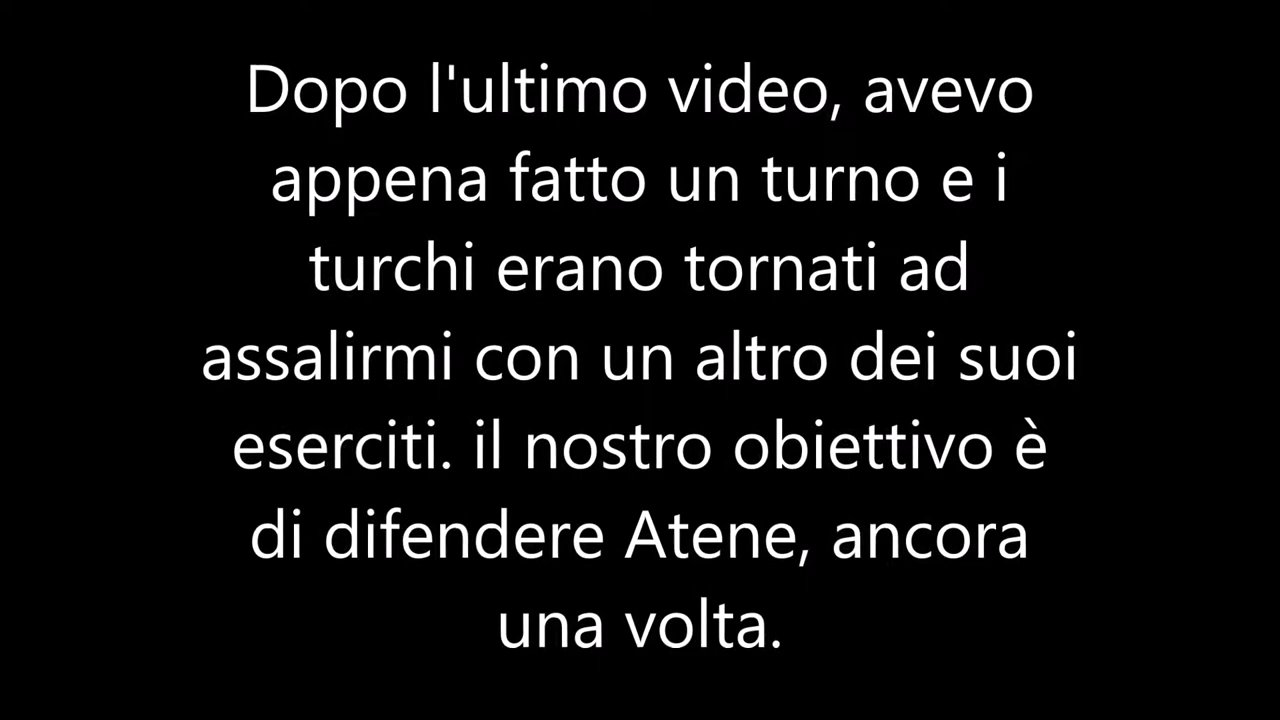 Dopo l'ultimo video, avevo
appena fatto un turno e i
turchi erano tornati ad
assalirmi con un altro dei suoi
eserciti. il nostro obiettivo è
di difendere Atene, ancora
una volta.